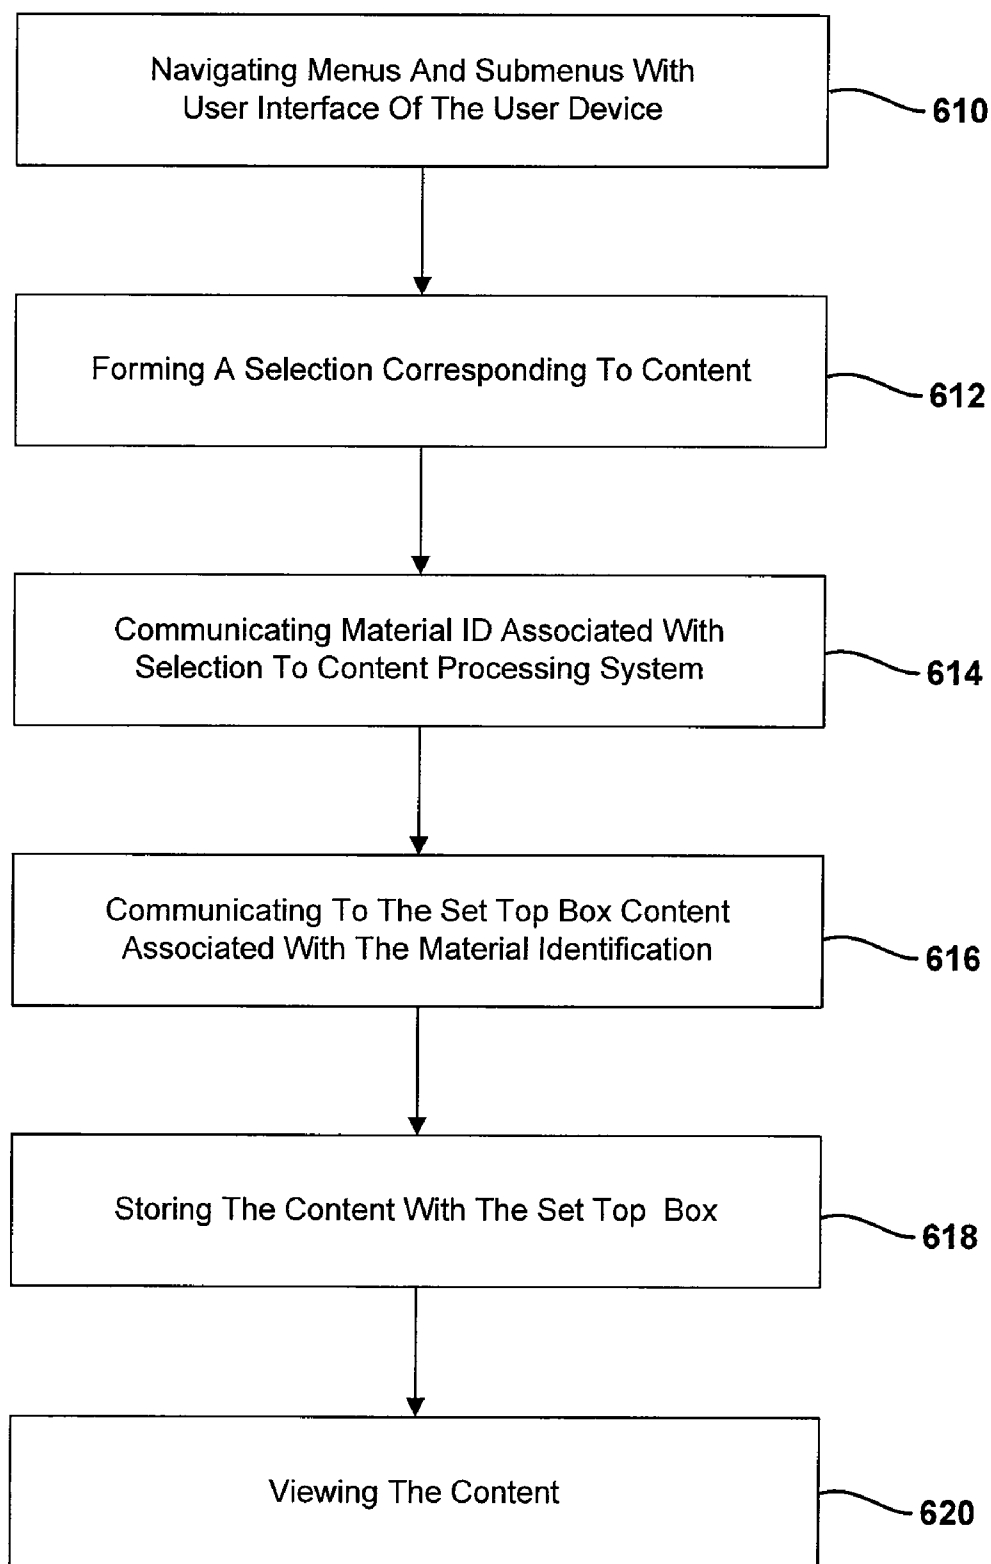 Navigating Menus And Submenus With
User Interface Of The User Device
610
Forming A Selection Corresponding To Content
612
Communicating Material ID Associated With
Selection To Content Processing System
614
Communicating To The Set Top Box Content
Associated With The Material Identification
616
Storing The Content With The Set Top Box
618
Viewing The Content
620